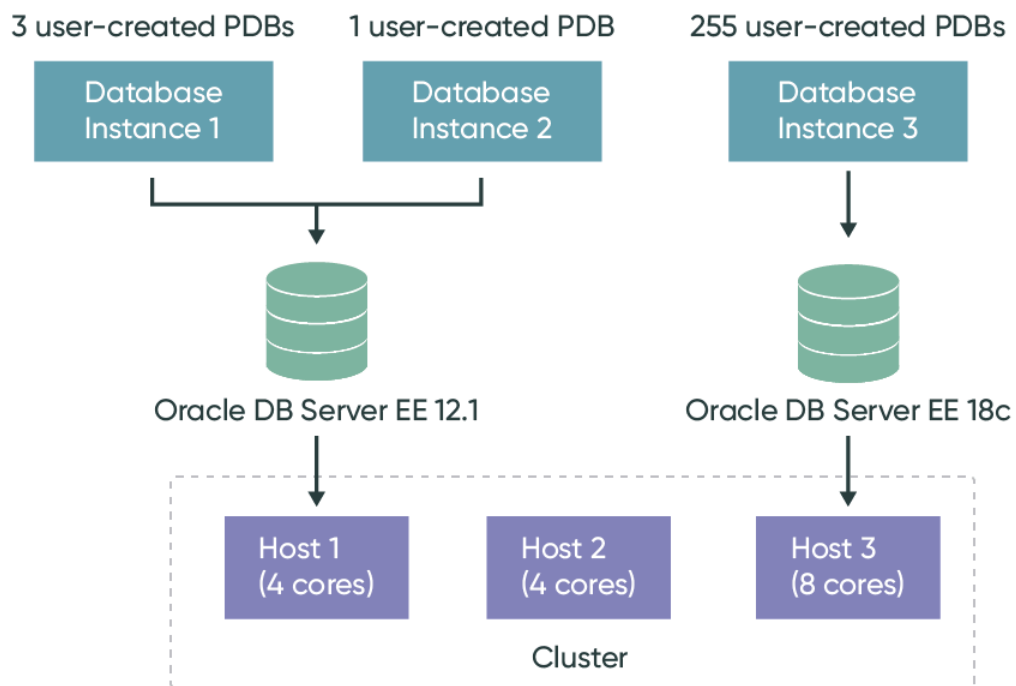 3 user-created PDBs
1 user-created PDB
255 user-created PDBs
Database
Instance 1
Database
Instance 2
Database
Instance 3
Oracle DB Server EE 12.1
Oracle DB Server EE 18c
Host 1
(4 cores)
Host 2
(4 cores)
Host 3
(8 cores)
Cluster